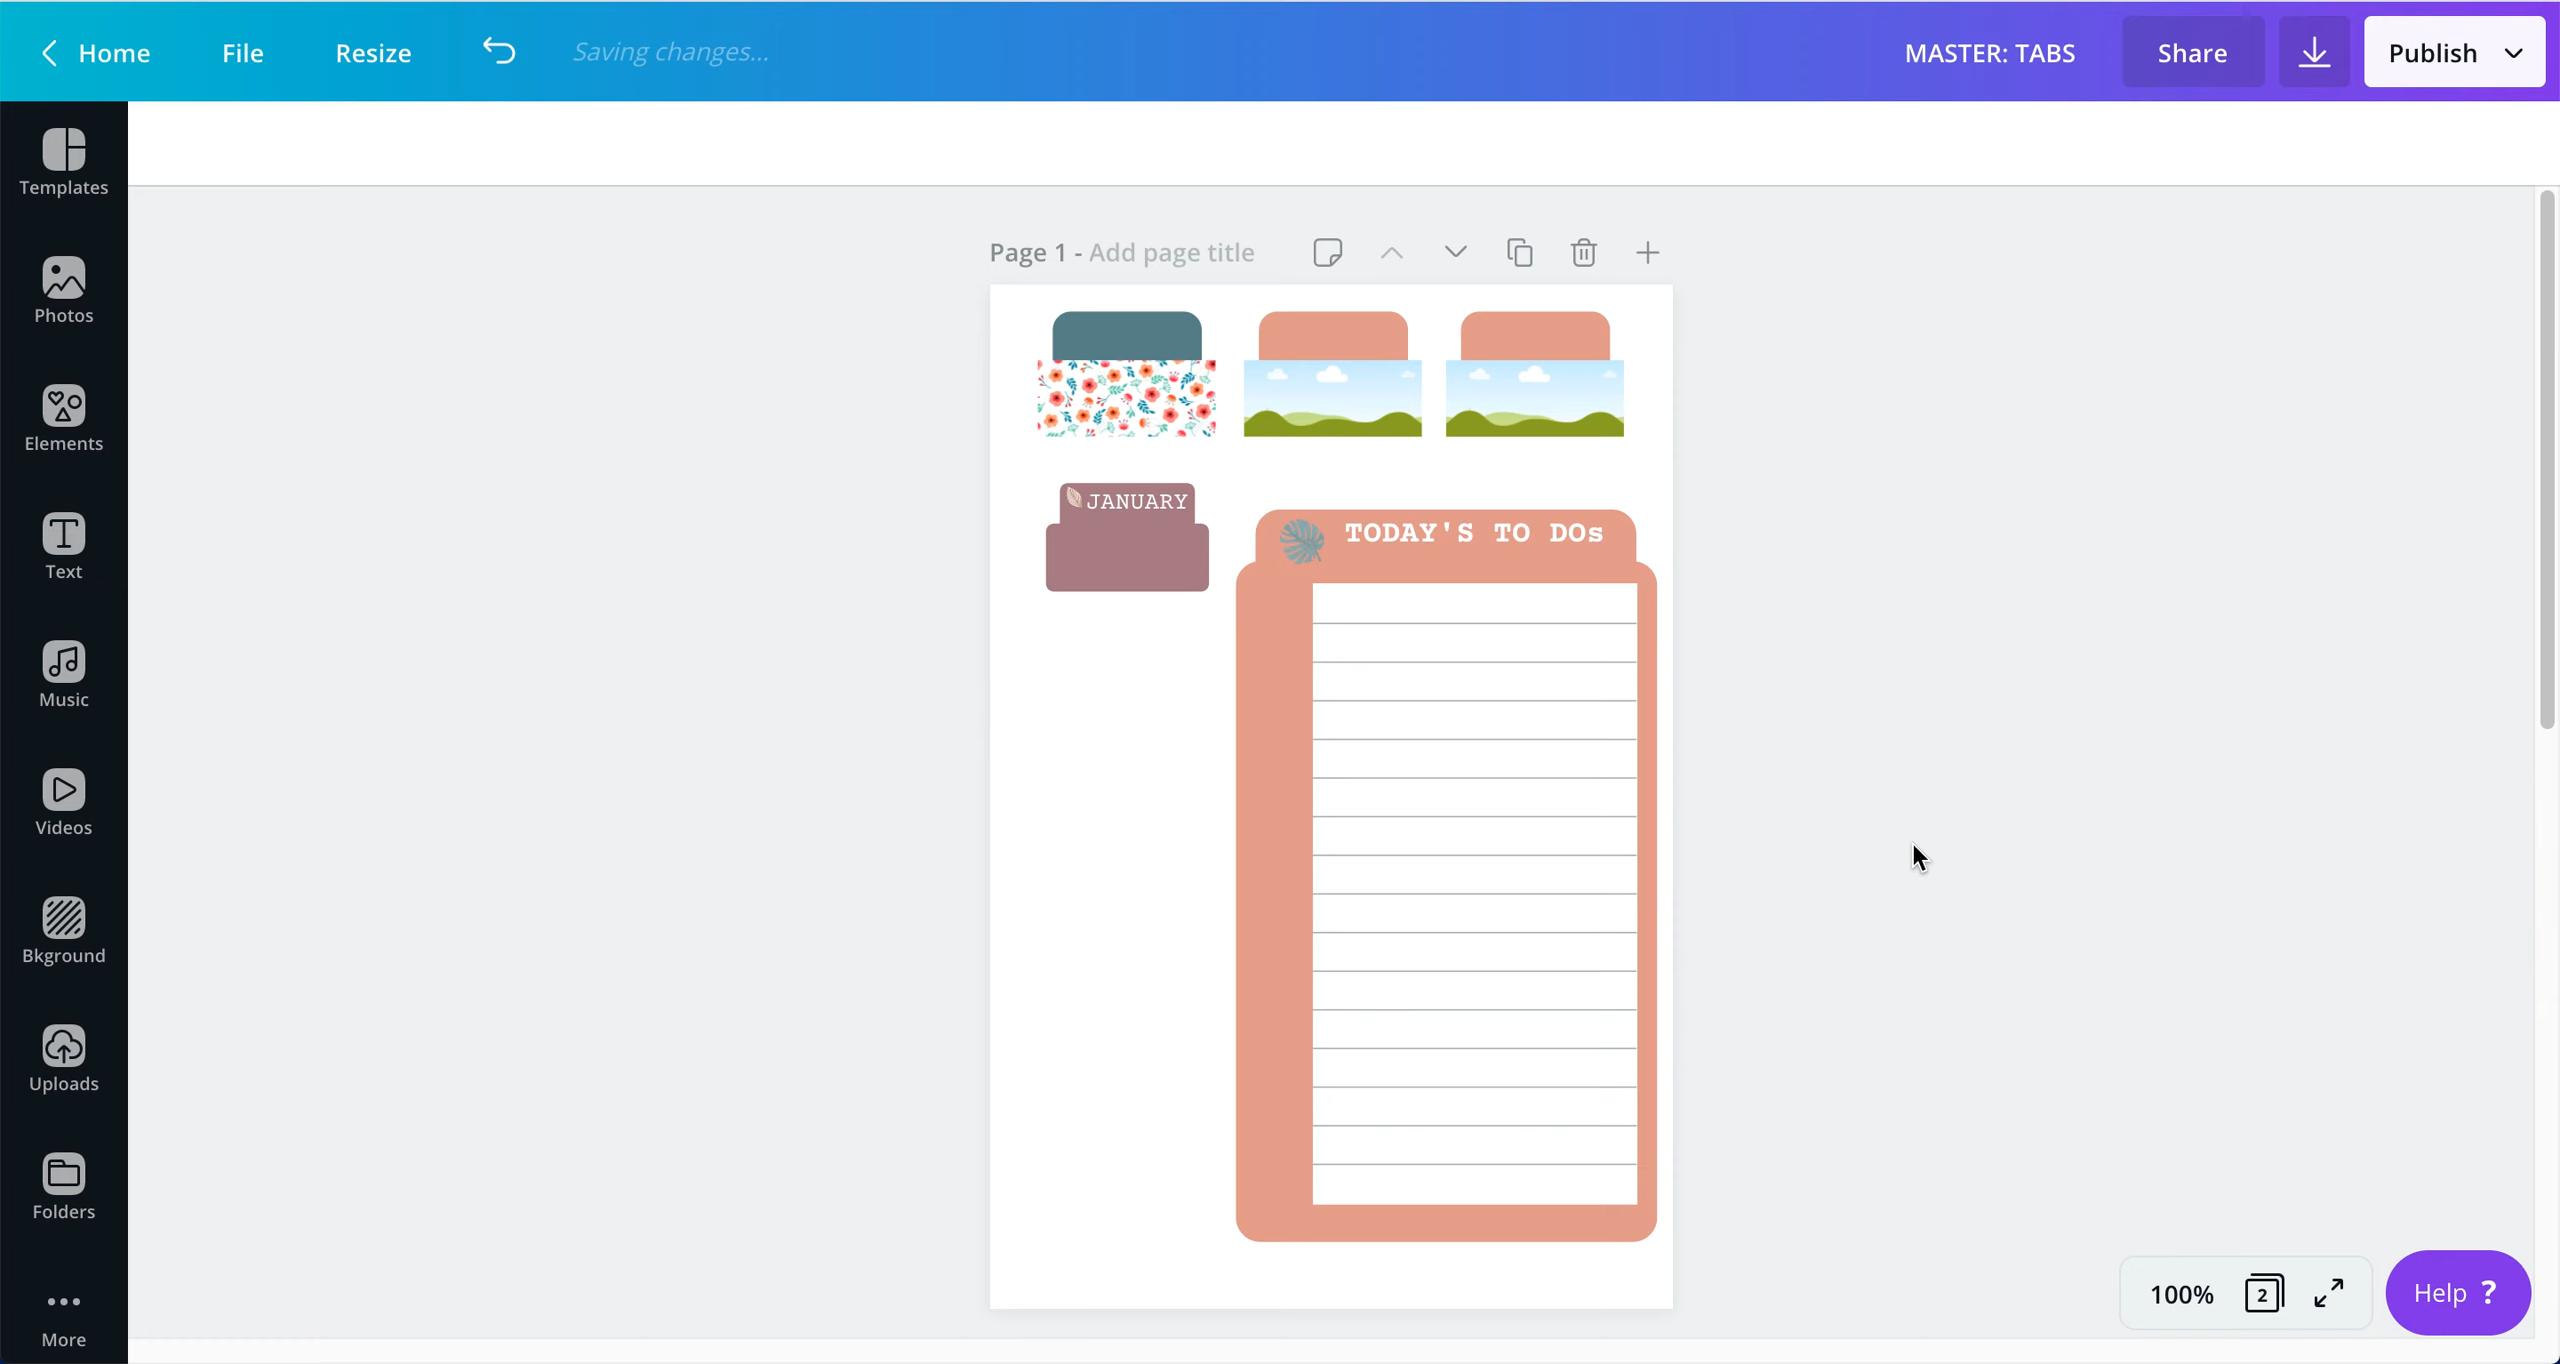 Home File Resize Saving changes... MASTER: TABS Share Publish
Templates
Photos
Elements
Text
Music
Videos
Bkground
Uploads
Folders
More
Page 1 - Add page title
JANUARY
TODAY'S TO DOs
100% 2 Help ?